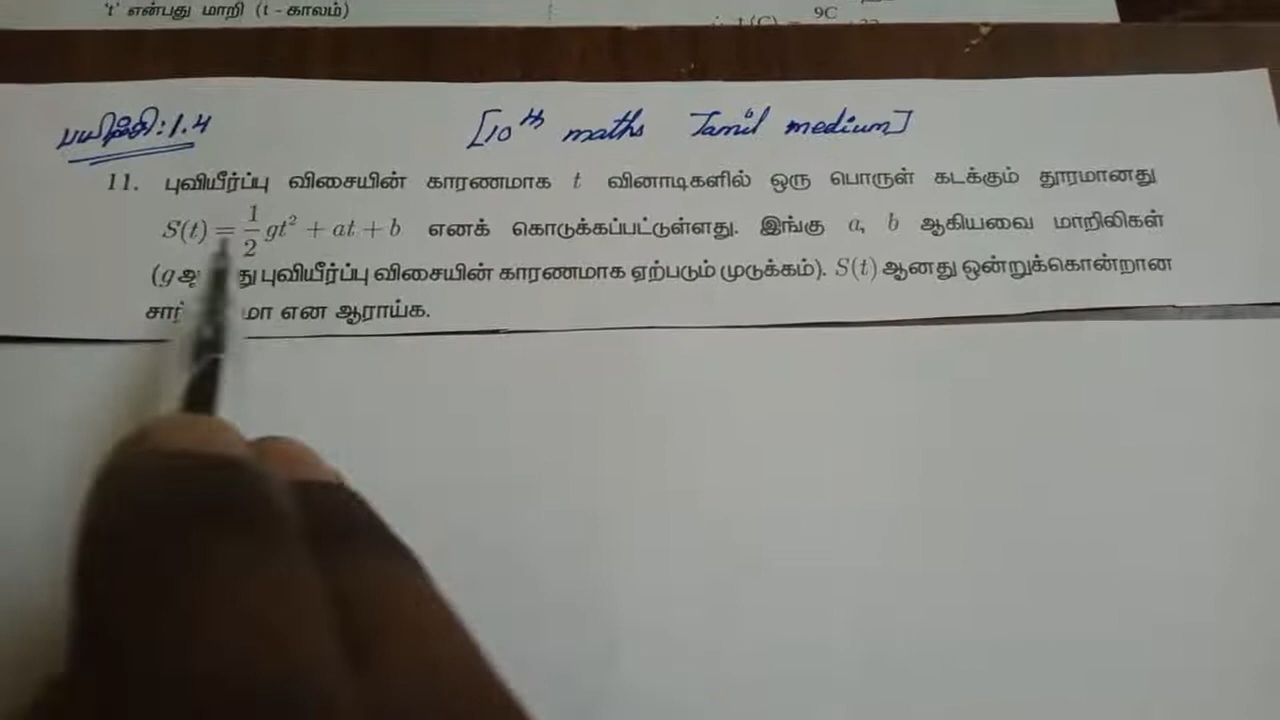 't' என்பது மாறி (t - காலம்)
9C
பயிற்சி: 1.4 [10th maths Tamil medium]
11. புவியீர்ப்பு விசையின் காரணமாக t வினாடிகளில் ஒரு பொருள் கடக்கும் தூரமானது
S(t) = 1/2 gt² + at + b எனக் கொடுக்கப்பட்டுள்ளது. இங்கு a, b ஆகியவை மாறிலிகள்
(g புவியீர்ப்பு விசையின் காரணமாக ஏற்படும் முடுக்கம்). S(t) ஆனது ஒன்றுக்கொன்றான
என ஆராய்க.